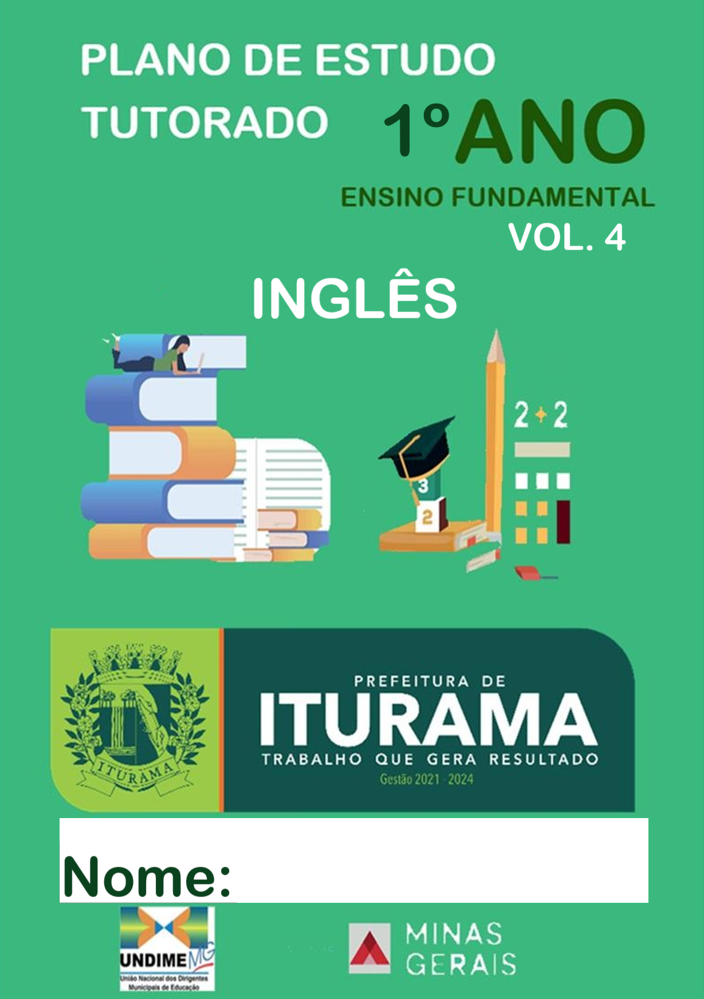 PLANO DE ESTUDO
TUTORADO 1º ANO
ENSINO FUNDAMENTAL
VOL. 4
INGLÊS
2 + 2
3
2
PREFEITURA DE
ITURAMA
TRABALHO QUE GERA RESULTADO
Gestão 2021 - 2024
ITURAMA
Nome:
UNDIME MG
União Nacional dos Dirigentes
Municipais de Educação
MINAS
GERAIS